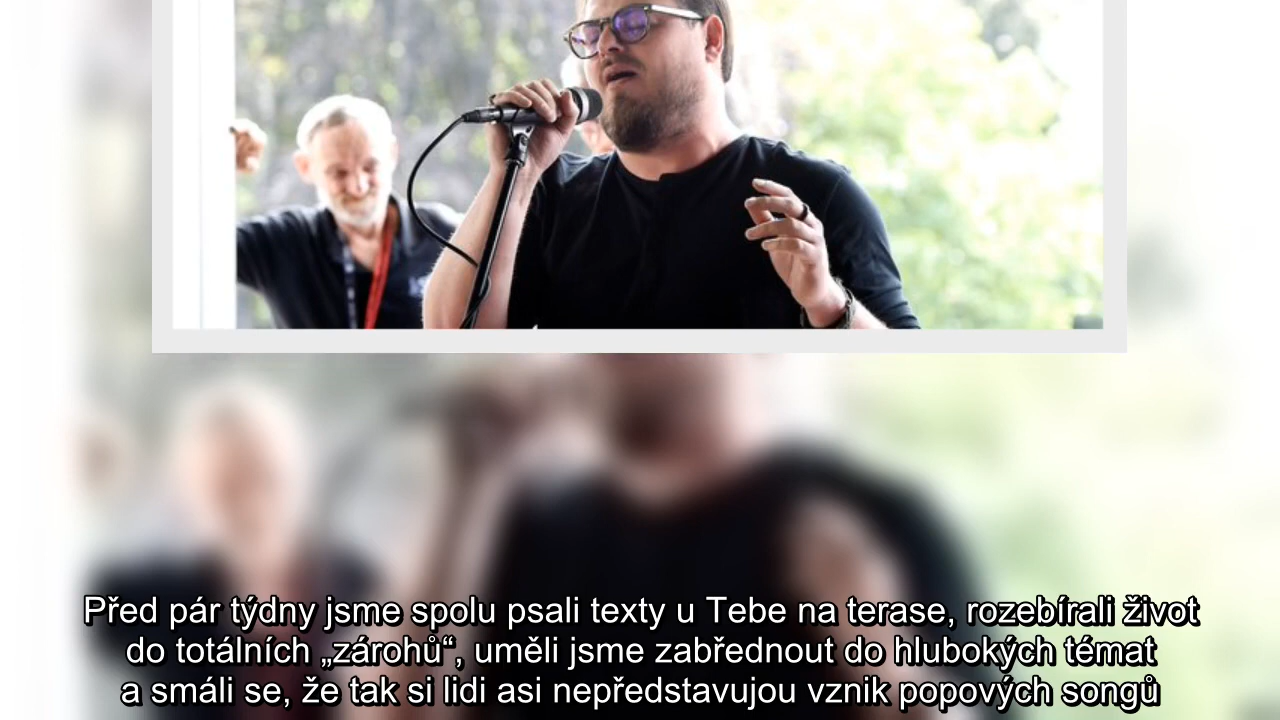 Před pár týdny jsme spolu psali texty u Tebe na terase, rozebírali život
do totálních „zárohů“, uměli jsme zabřednout do hlubokých témat
a smáli se, že tak si lidi asi nepředstavujou vznik popových songů